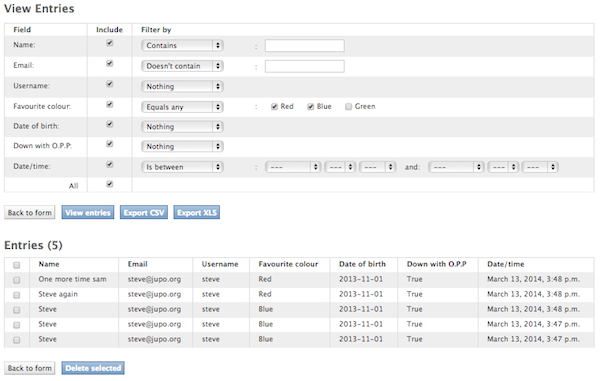 View Entries
Field Include Filter by
Name: Contains :
Email: Doesn't contain :
Username: Nothing
Favourite colour: Equals any : Red Blue Green
Date of birth: Nothing
Down with O.P.P: Nothing
Date/time: Is between : --- --- --- and: --- --- ---
All
Back to form View entries Export CSV Export XLS
Entries (5)
Name Email Username Favourite colour Date of birth Down with O.P.P Date/time
One more time sam steve@jupo.org steve Red 2013-11-01 True March 13, 2014, 3:48 p.m.
Steve again steve@jupo.org steve Red 2013-11-01 True March 13, 2014, 3:48 p.m.
Steve steve@jupo.org steve Blue 2013-11-01 True March 13, 2014, 3:48 p.m.
Steve steve@jupo.org steve Blue 2013-11-01 True March 13, 2014, 3:47 p.m.
Steve steve@jupo.org steve Blue 2013-11-01 True March 13, 2014, 3:47 p.m.
Back to form Delete selected